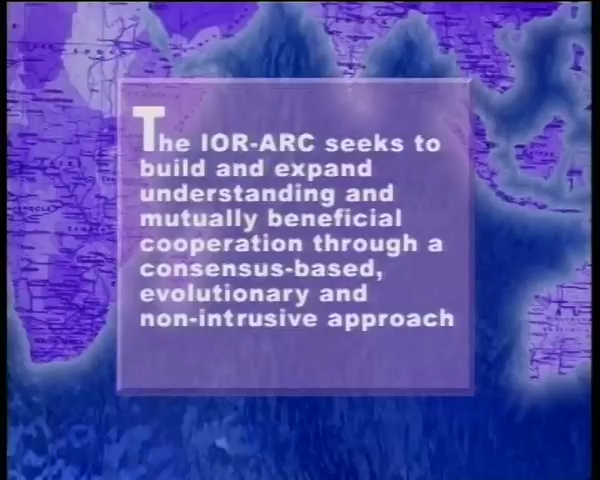 The IOR-ARC seeks to
build and expand
understanding and
mutually beneficial
cooperation through a
consensus-based,
evolutionary and
non-intrusive approach